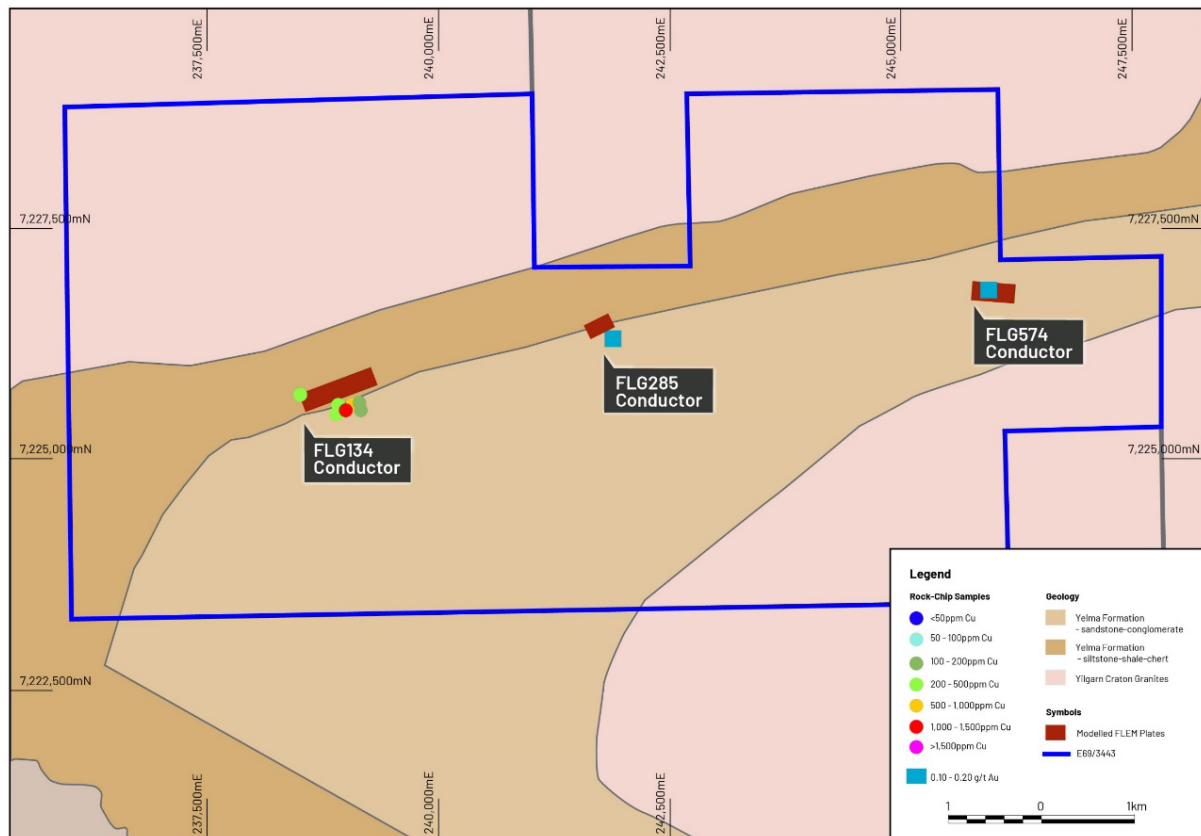 237,500mE
240,000mE
242,500mE
245,000mE
247,500mE
7,227,500mN
7,227,500mN
FLG574
Conductor
FLG285
Conductor
FLG134
Conductor
7,225,000mN
7,225,000mN
7,222,500mN
237,500mE
240,000mE
242,500mE
Legend
Rock-Chip Samples
<50ppm Cu
50 - 100ppm Cu
100 - 200ppm Cu
200 - 500ppm Cu
500 - 1,000ppm Cu
1,000 - 1,500ppm Cu
>1,500ppm Cu
0.10 - 0.20 g/t Au
Geology
Yelma Formation
- sandstone-conglomerate
Yelma Formation
- siltstone-shale-chert
Yilgarn Craton Granites
Symbols
Modelled FLEM Plates
E69/3443
1 0 1km